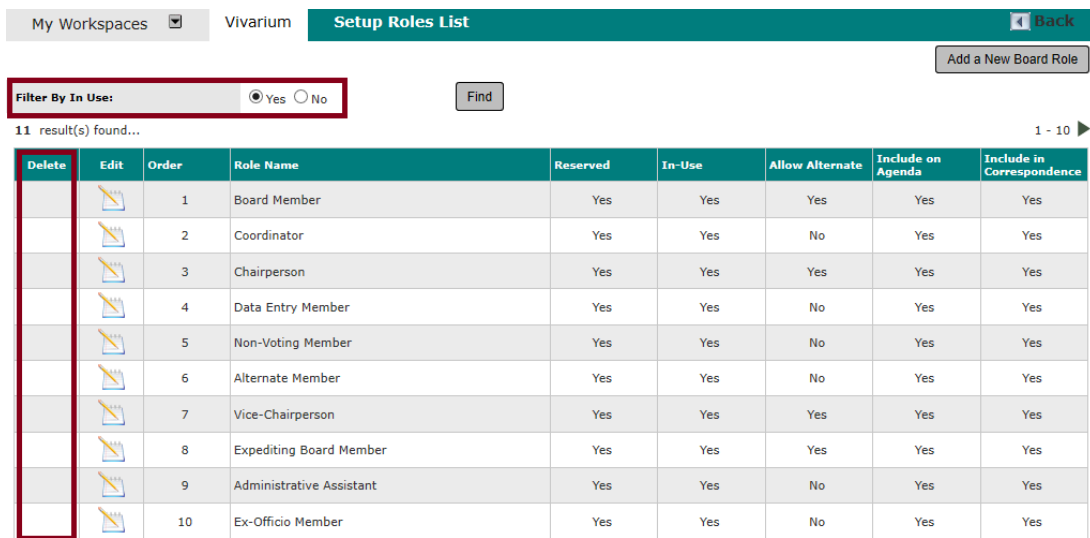 My Workspaces Vivarium Setup Roles List Back
Add a New Board Role
Filter By In Use: Yes No Find
11 result(s) found... 1 - 10
Delete Edit Order Role Name Reserved In-Use Allow Alternate Include on Agenda Include in Correspondence
1 Board Member Yes Yes Yes Yes Yes
2 Coordinator Yes Yes No Yes Yes
3 Chairperson Yes Yes Yes Yes Yes
4 Data Entry Member Yes Yes No Yes Yes
5 Non-Voting Member Yes Yes No Yes Yes
6 Alternate Member Yes Yes No Yes Yes
7 Vice-Chairperson Yes Yes Yes Yes Yes
8 Expediting Board Member Yes Yes Yes Yes Yes
9 Administrative Assistant Yes Yes No Yes Yes
10 Ex-Officio Member Yes Yes No Yes Yes